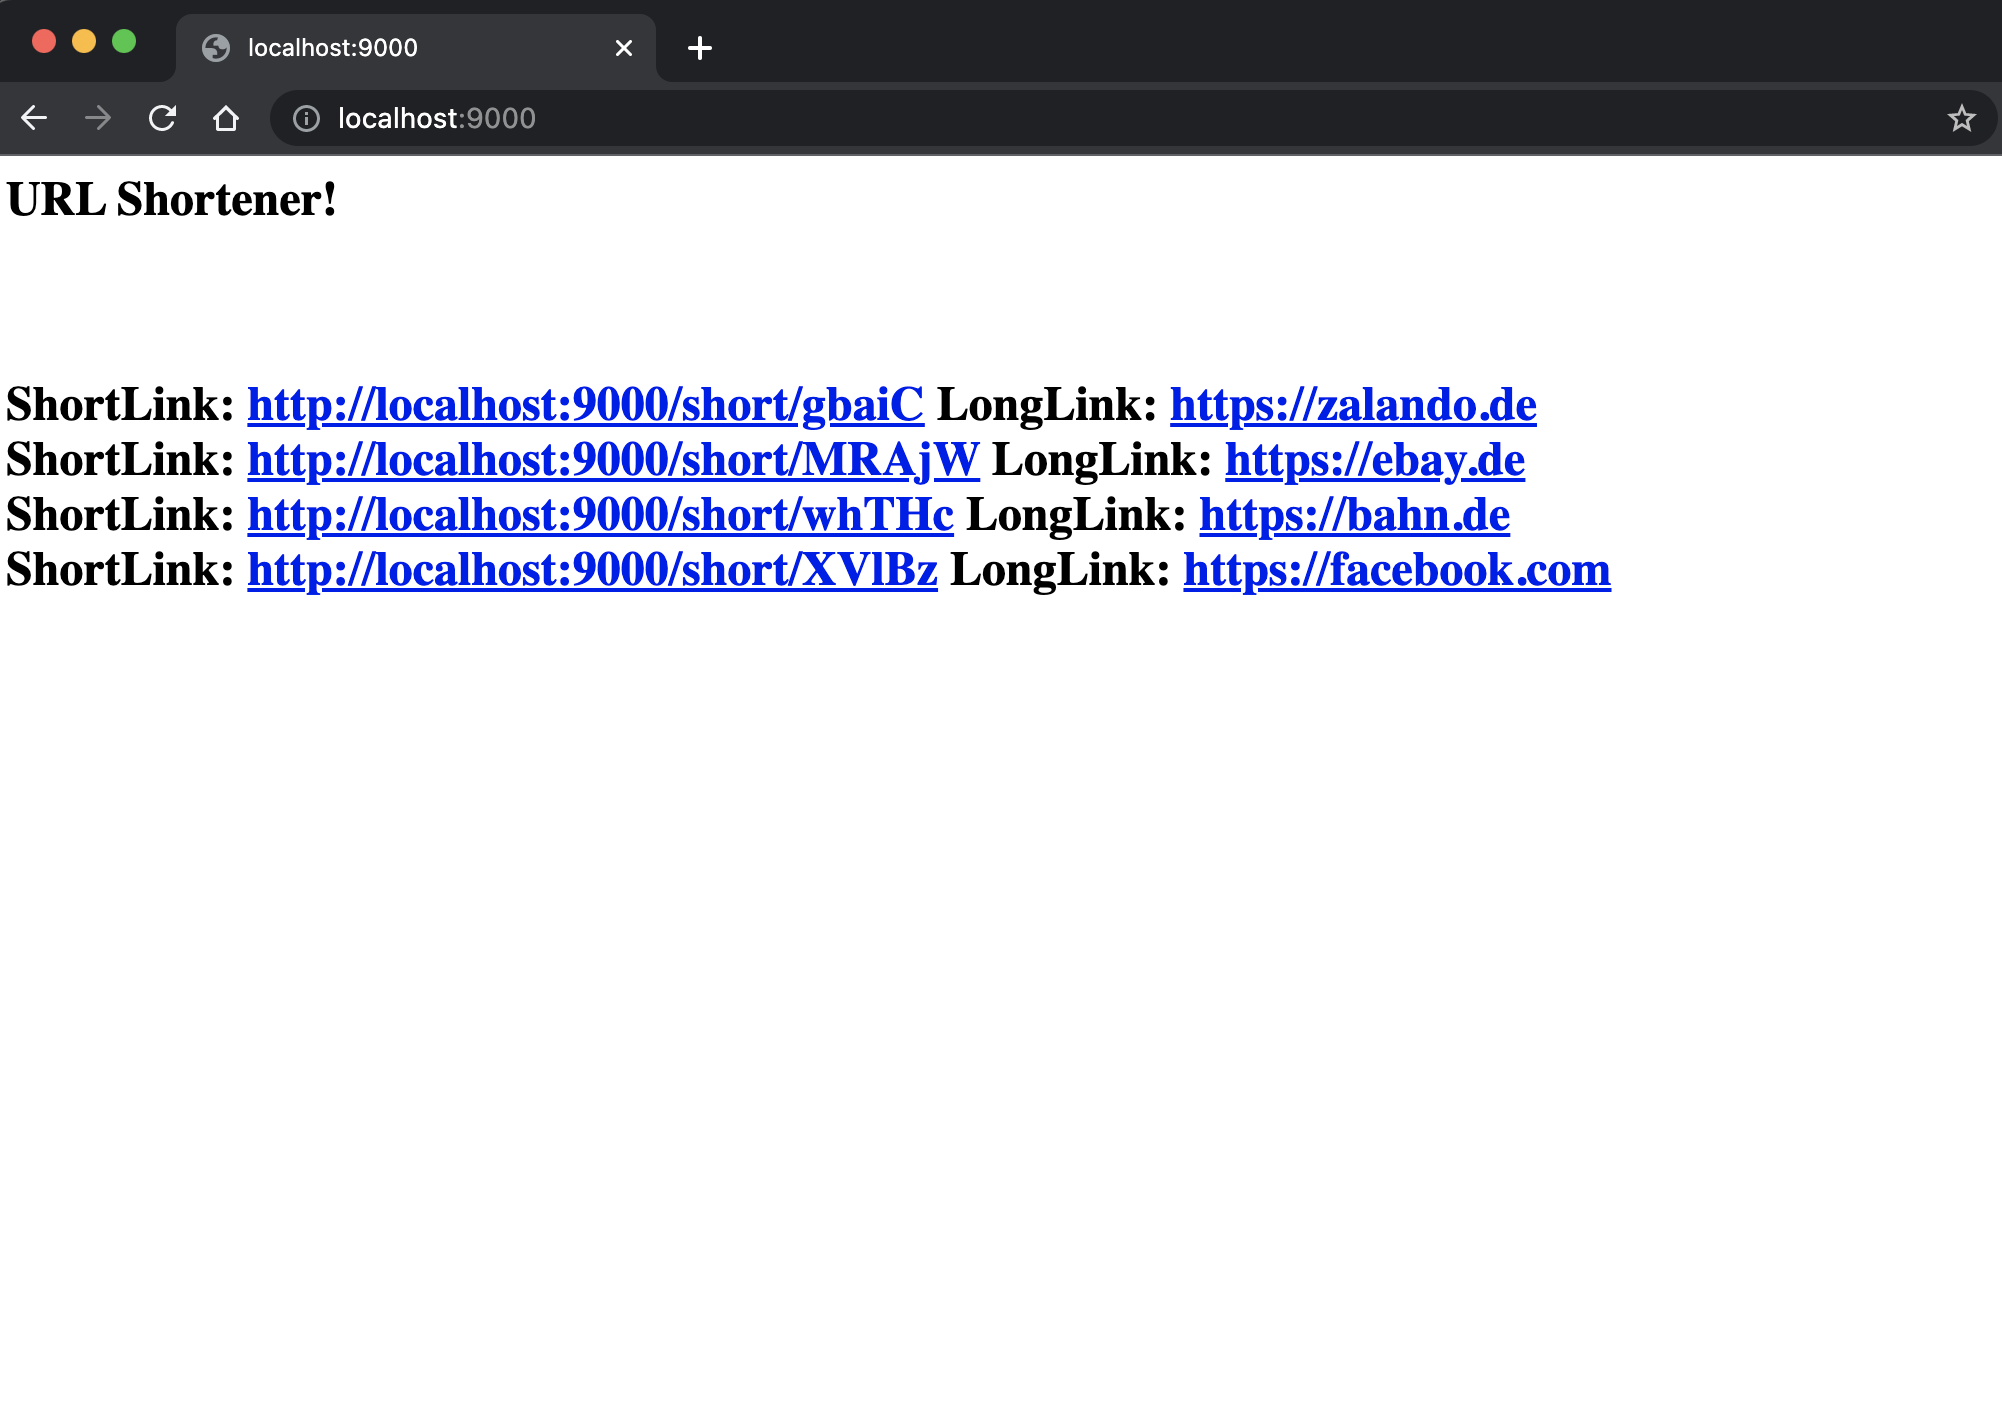 localhost:9000
localhost:9000
URL Shortener!
ShortLink: http://localhost:9000/short/gbaiC LongLink: https://zalando.de
ShortLink: http://localhost:9000/short/MRAjW LongLink: https://ebay.de
ShortLink: http://localhost:9000/short/whTHc LongLink: https://bahn.de
ShortLink: http://localhost:9000/short/XVlBz LongLink: https://facebook.com